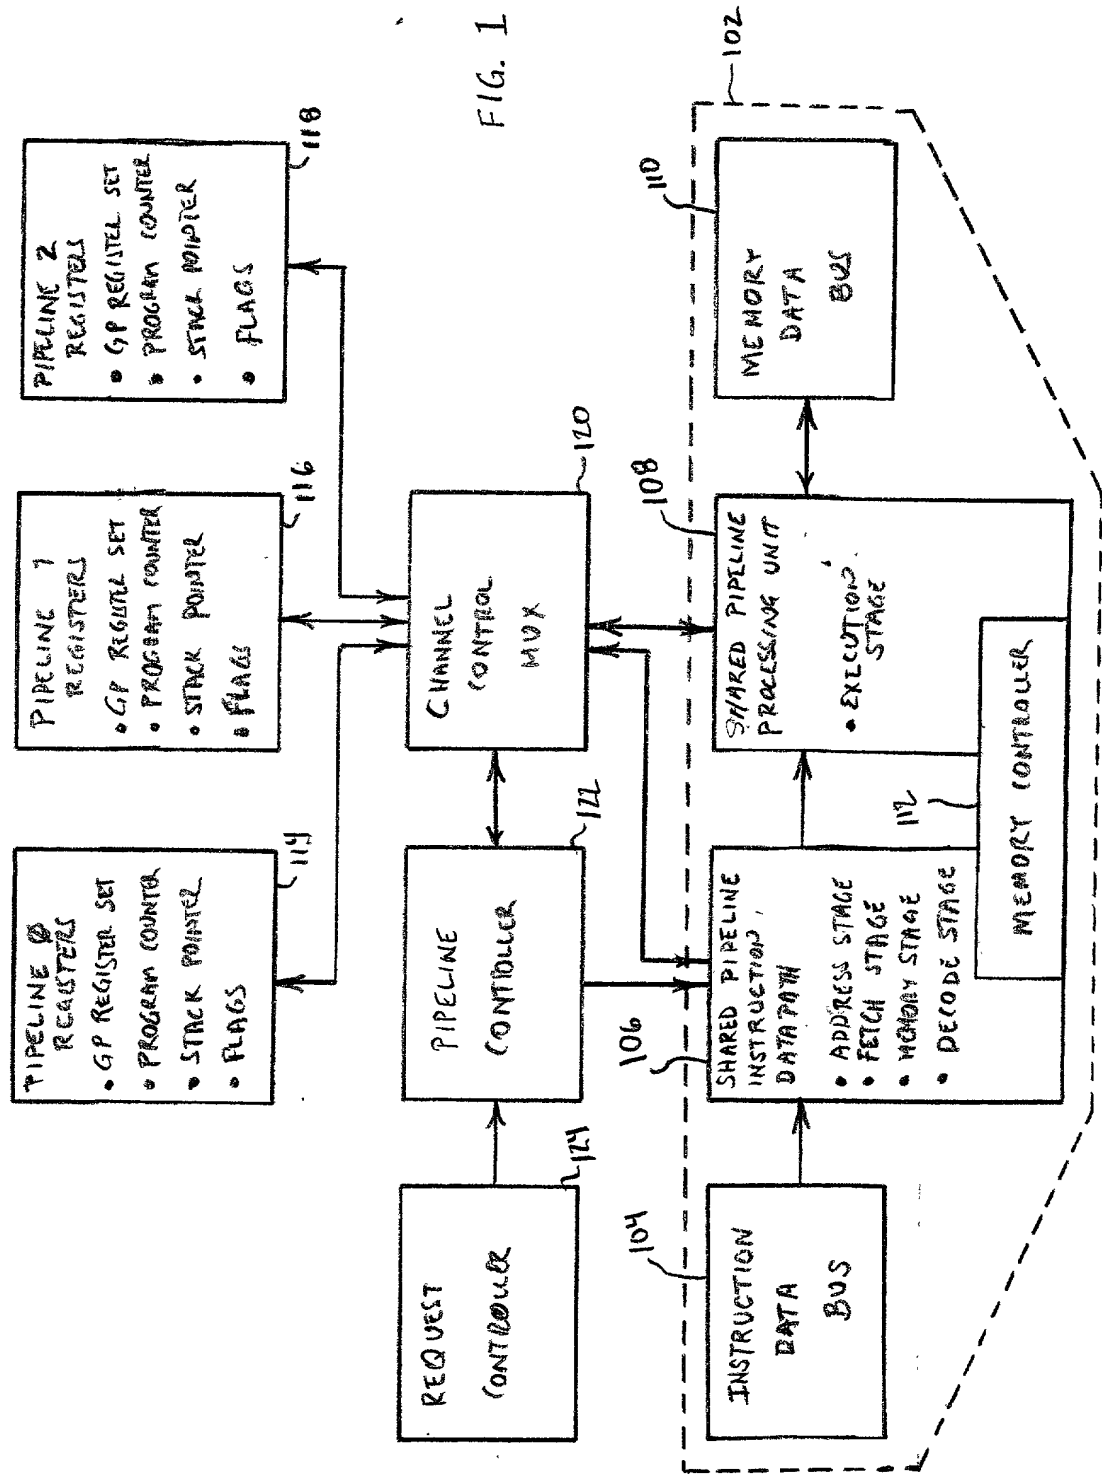 PIPELINE Ø
REGISTERS
• GP REGISTER SET
• PROGRAM COUNTER
• STACK POINTER
• FLAGS
114
PIPELINE 1
REGISTERS
• GP REGISTER SET
• PROGRAM COUNTER
• STACK POINTER
• FLAGS
116
PIPELINE 2
REGISTERS
• GP REGISTER SET
• PROGRAM COUNTER
• STACK POINTER
• FLAGS
118
REQUEST
CONTROLLER
124
PIPELINE
CONTROLLER
122
CHANNEL
CONTROL
MUX
120
FIG. 1
104
INSTRUCTION
DATA
BUS
106
SHARED PIPELINE
INSTRUCTION,
DATA PATH
• ADDRESS STAGE
• FETCH STAGE
• MEMORY STAGE
• DECODE STAGE
108
SHARED PIPELINE
PROCESSING UNIT
• EXECUTION
STAGE
112
MEMORY CONTROLLER
110
MEMORY
DATA
BUS
102